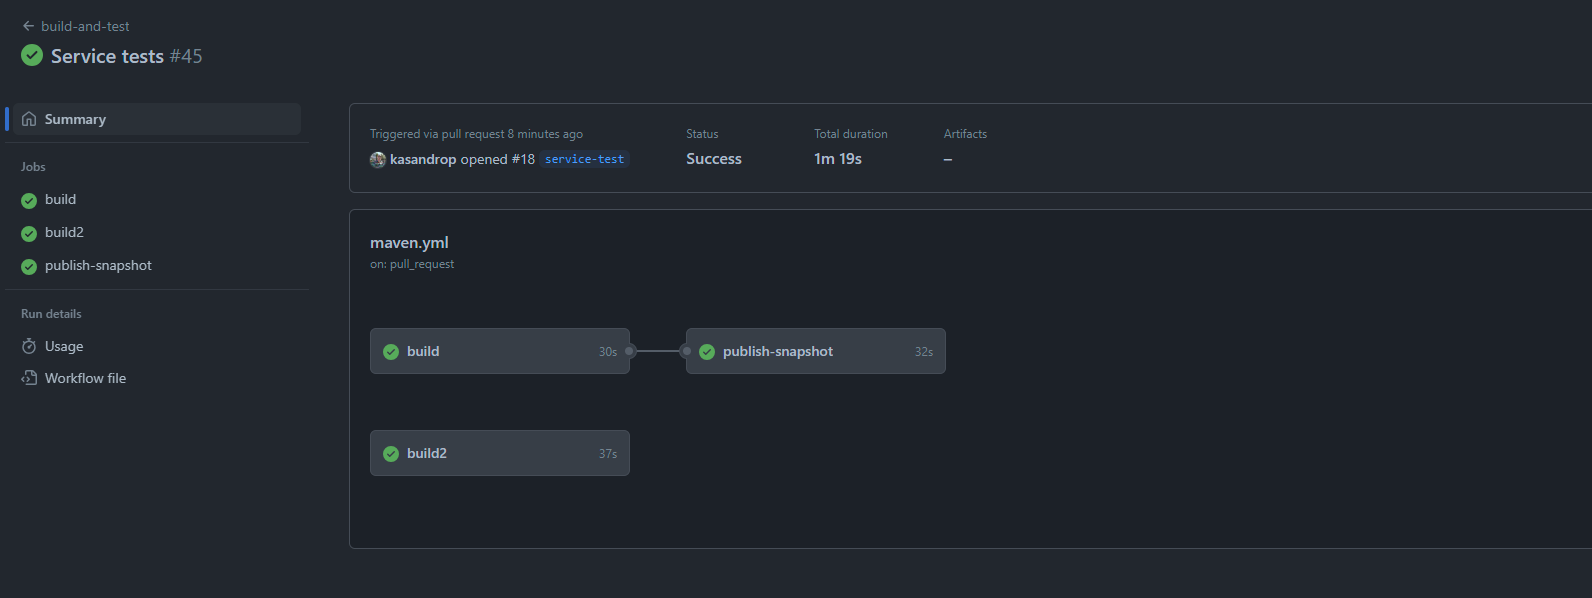 ← build-and-test
Service tests #45
Summary
Jobs
build
build2
publish-snapshot
Run details
Usage
Workflow file
Triggered via pull request 8 minutes ago
kasandrop opened #18 service-test
Status
Success
Total duration
1m 19s
Artifacts
–
maven.yml
on: pull_request
build 30s
publish-snapshot 32s
build2 37s